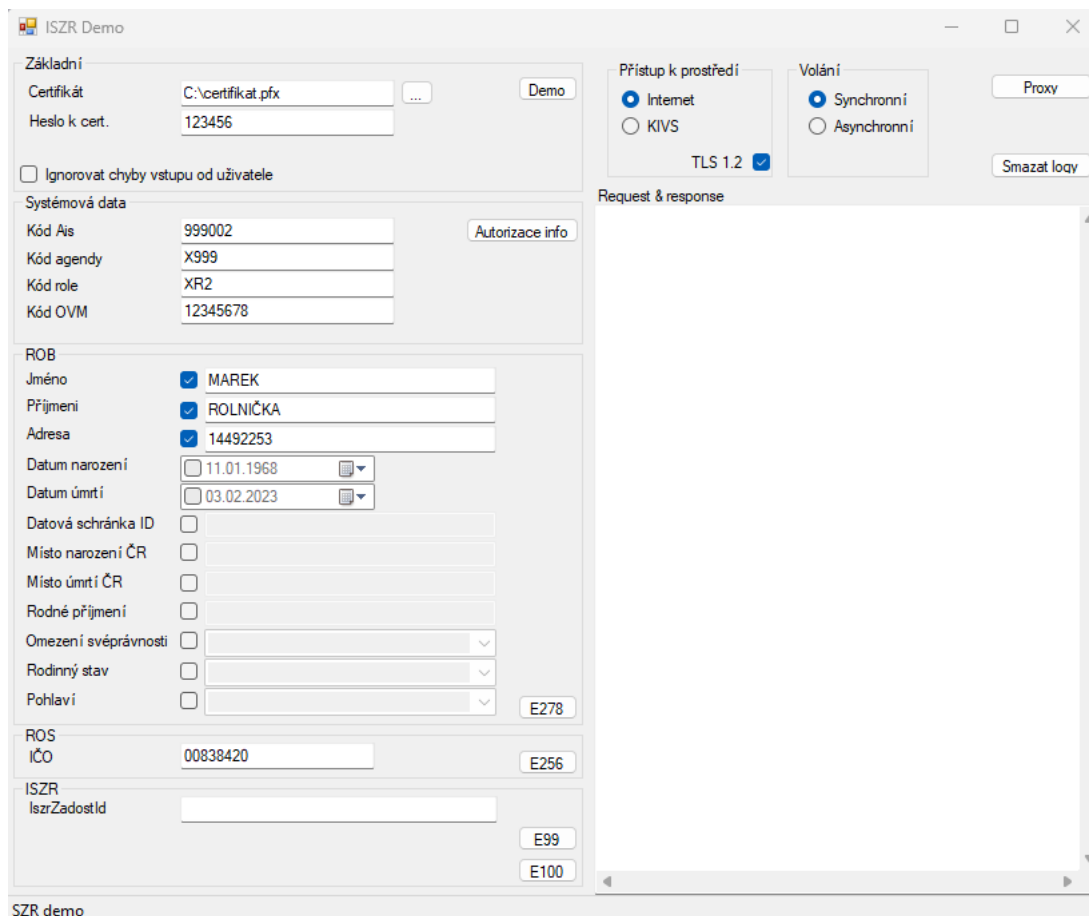 ISZR Demo
Základní
Certifikát C:\certifikat.pfx ... Demo
Heslo k cert. 123456
Ignorovat chyby vstupu od uživatele
Přístup k prostředí
Internet
KIVS
TLS 1.2
Volání
Synchronní
Asynchronní
Proxy
Smazat logy
Systémová data
Kód Ais 999002 Autorizace info
Kód agendy X999
Kód role XR2
Kód OVM 12345678
Request & response
ROB
Jméno MAREK
Příjmeni ROLNIČKA
Adresa 14492253
Datum narození 11.01.1968
Datum úmrtí 03.02.2023
Datová schránka ID
Místo narození ČR
Místo úmrtí ČR
Rodné příjmení
Omezení svéprávnosti
Rodinný stav
Pohlaví
E278
ROS
IČO 00838420 E256
ISZR
IszrZadostId
E99
E100
SZR demo